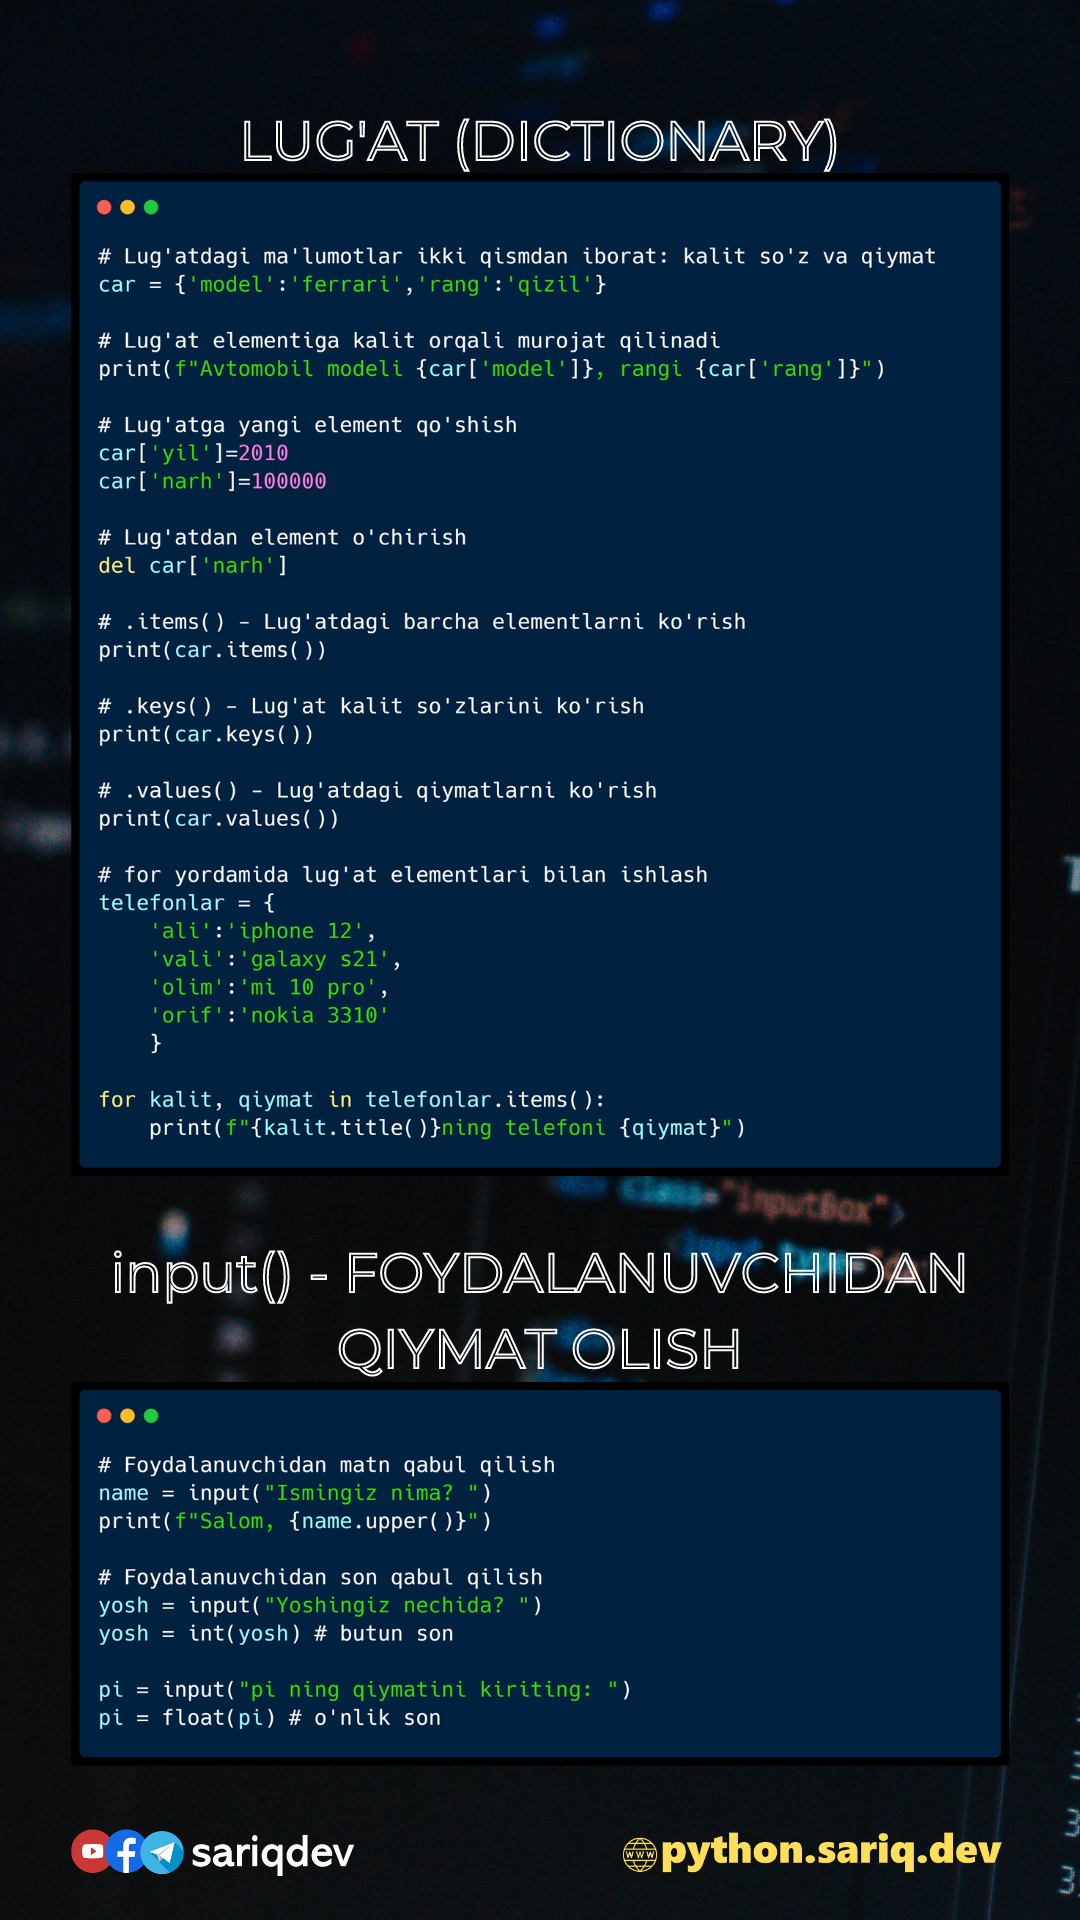 LUG'AT (DICTIONARY)
# Lug'atdagi ma'lumotlar ikki qismdan iborat: kalit so'z va qiymat
car = {'model':'ferrari','rang':'qizil'}
# Lug'at elementiga kalit orqali murojat qilinadi
print(f"Avtomobil modeli {car['model']}, rangi {car['rang']}")
# Lug'atga yangi element qo'shish
car['yil']=2010
car['narh']=100000
# Lug'atdan element o'chirish
del car['narh']
# .items() - Lug'atdagi barcha elementlarni ko'rish
print(car.items())
# .keys() - Lug'at kalit so'zlarini ko'rish
print(car.keys())
# .values() - Lug'atdagi qiymatlarni ko'rish
print(car.values())
# for yordamida lug'at elementlari bilan ishlash
telefonlar = {
    'ali':'iphone 12',
    'vali':'galaxy s21',
    'olim':'mi 10 pro',
    'orif':'nokia 3310'
    }
for kalit, qiymat in telefonlar.items():
    print(f"{kalit.title()}ning telefoni {qiymat}")
class="inputBox">
input() - FOYDALANUVCHIDAN
QIYMAT OLISH
# Foydalanuvchidan matn qabul qilish
name = input("Ismingiz nima? ")
print(f"Salom, {name.upper()}")
# Foydalanuvchidan son qabul qilish
yosh = input("Yoshingiz nechida? ")
yosh = int(yosh) # butun son
pi = input("pi ning qiymatini kiriting: ")
pi = float(pi) # o'nlik son
sariqdev
www python.sariq.dev